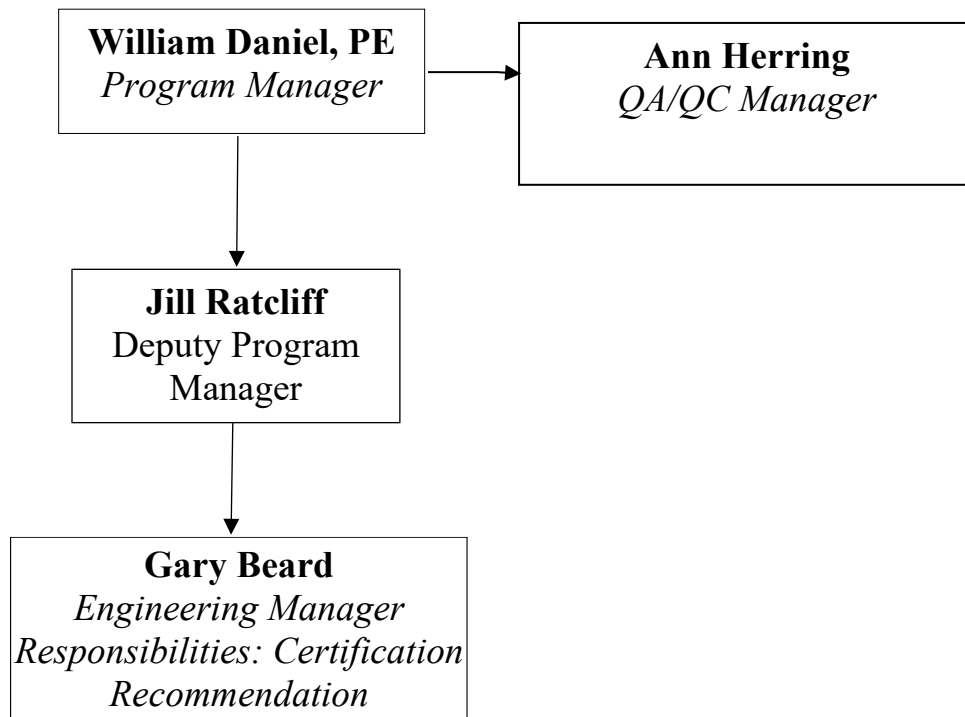 William Daniel, PE
Program Manager
Ann Herring
QA/QC Manager
Jill Ratcliff
Deputy Program
Manager
Gary Beard
Engineering Manager
Responsibilities: Certification
Recommendation